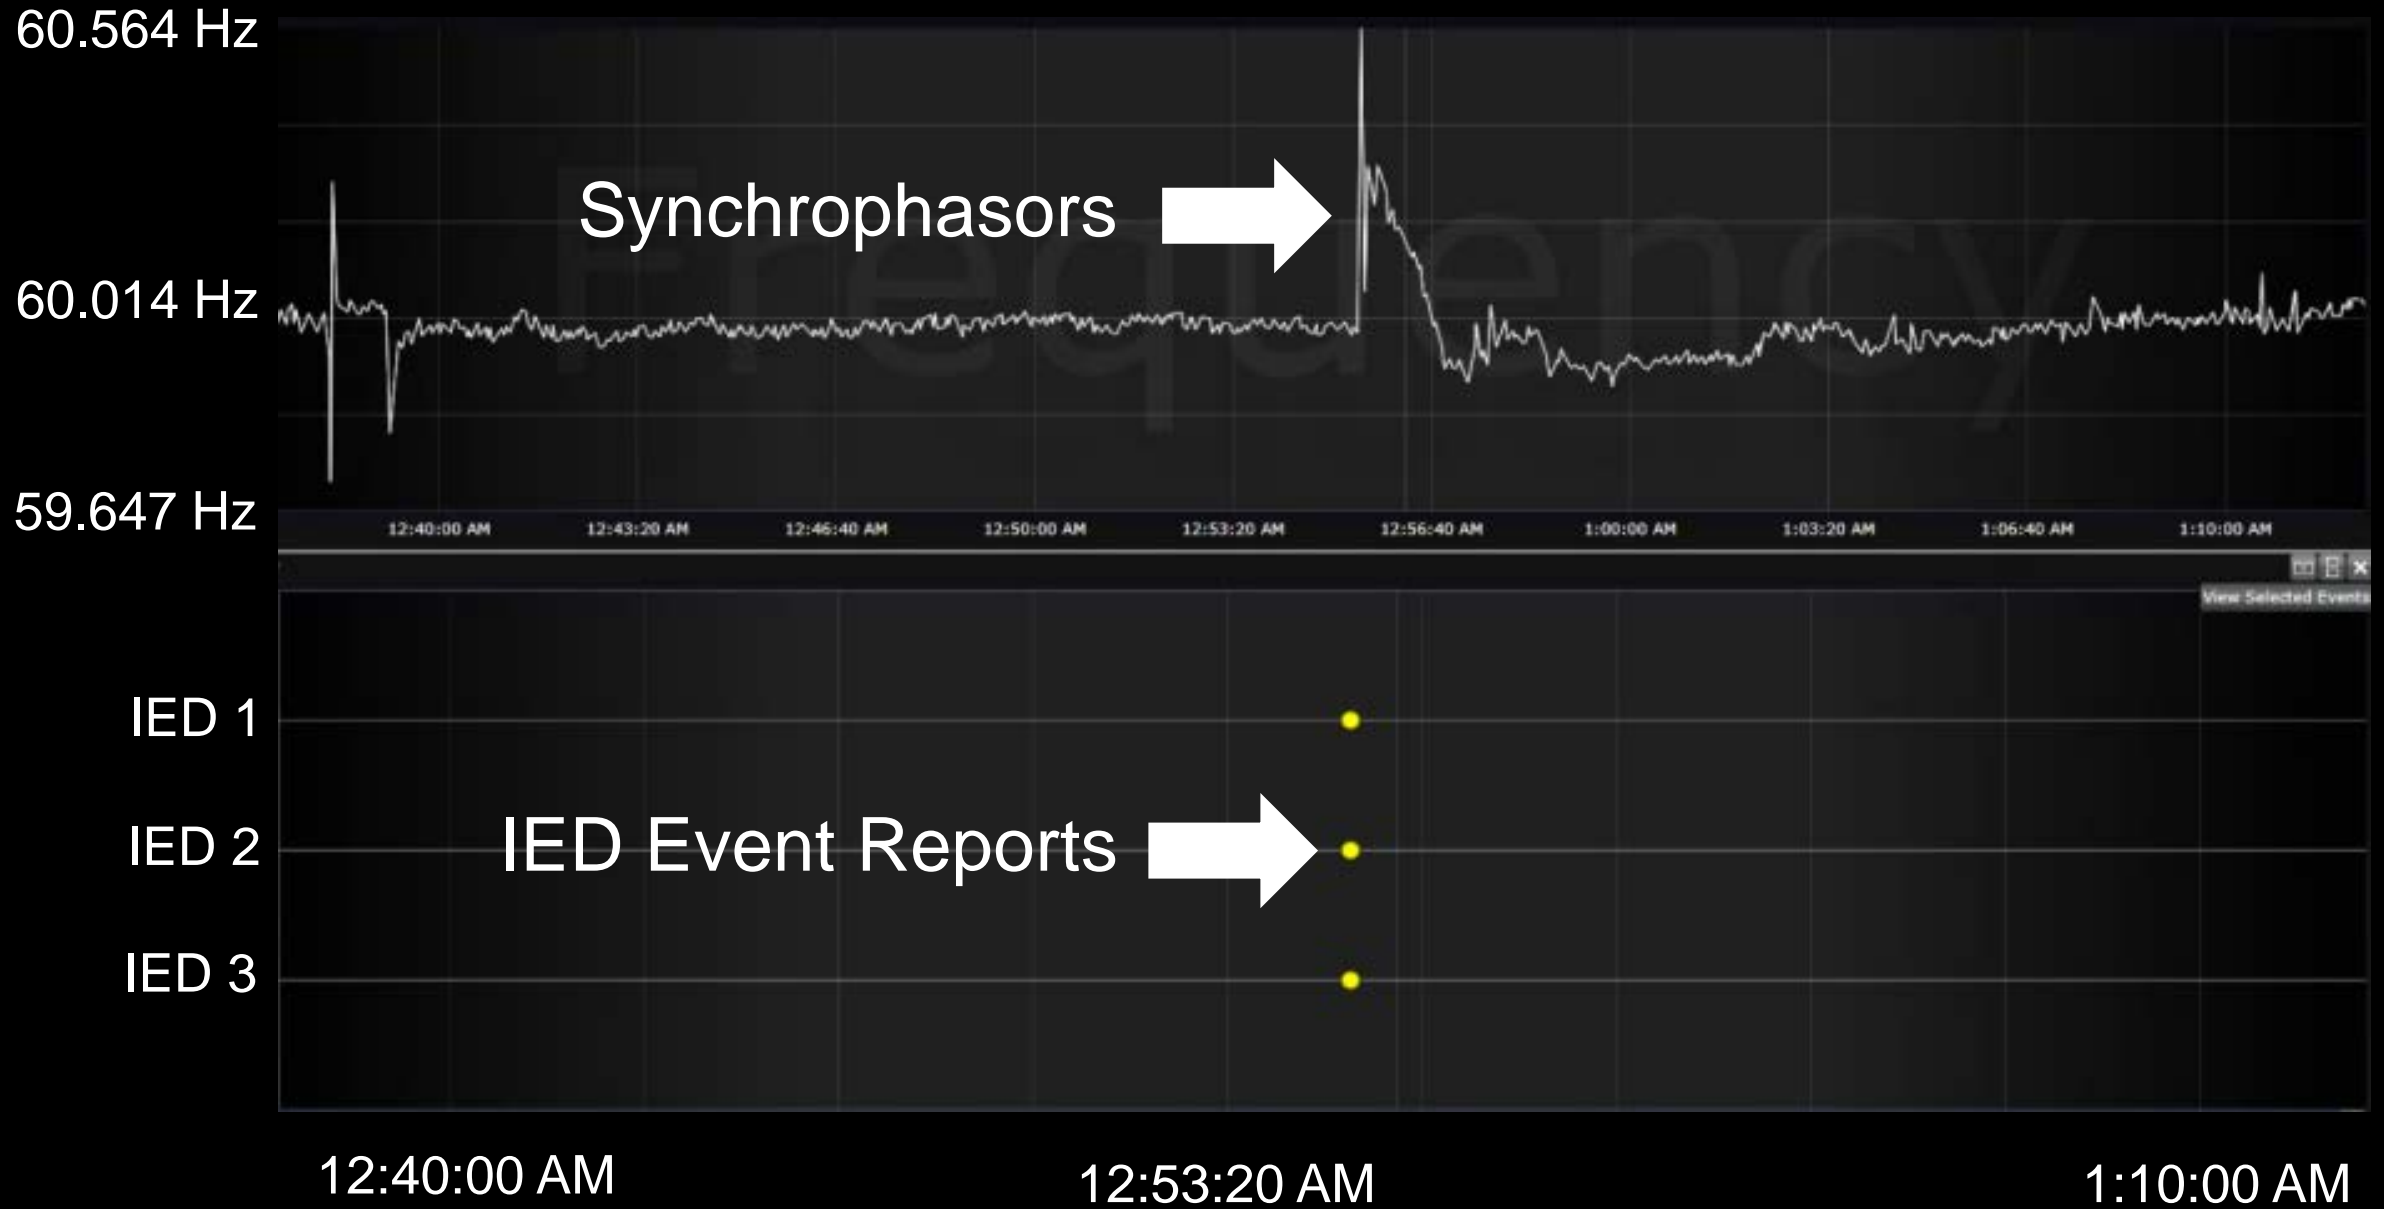 60.564 Hz
Frequency
Synchrophasors
60.014 Hz
59.647 Hz
12:40:00 AM 12:43:20 AM 12:46:40 AM 12:50:00 AM 12:53:20 AM 12:56:40 AM 1:00:00 AM 1:03:20 AM 1:06:40 AM 1:10:00 AM
View Selected Events
IED 1
IED 2
IED Event Reports
IED 3
12:40:00 AM 12:53:20 AM 1:10:00 AM